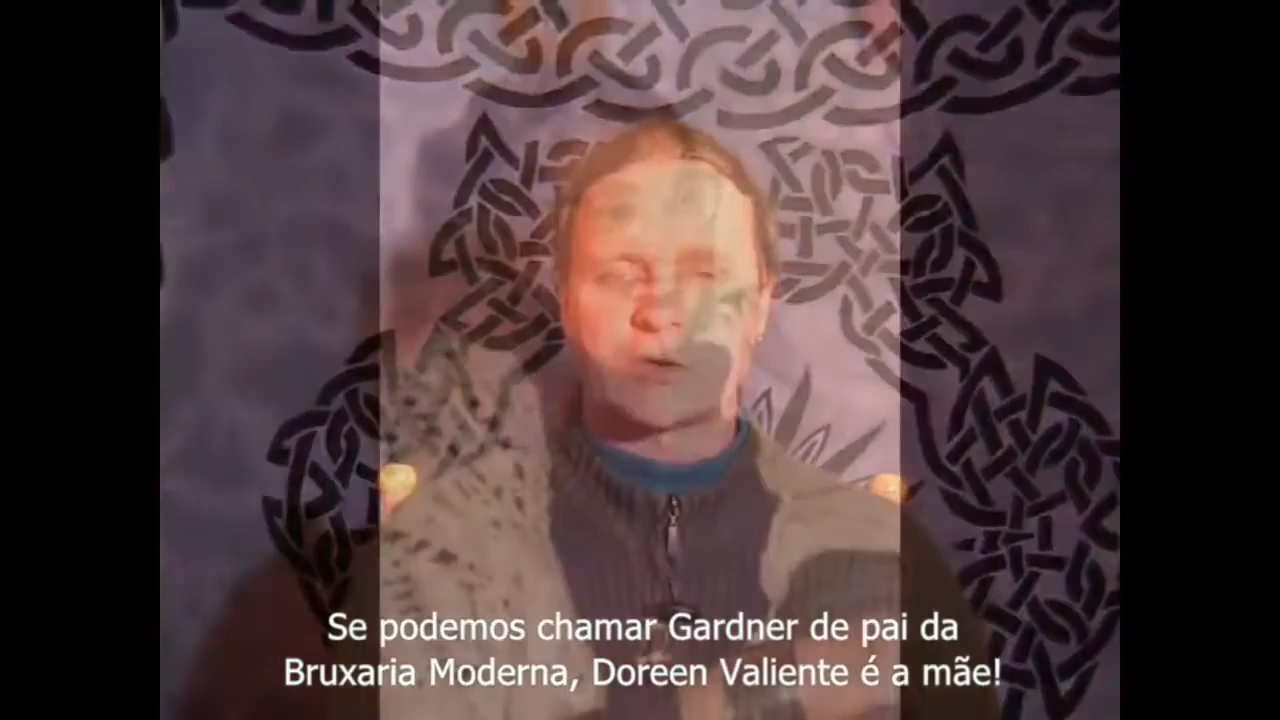 Se podemos chamar Gardner de pai da
Bruxaria Moderna, Doreen Valiente é a mãe!